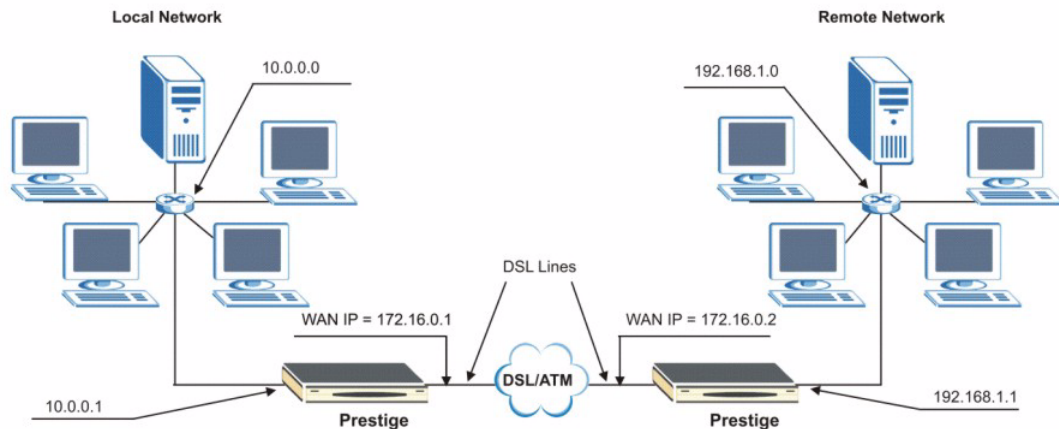 Local Network
Remote Network
10.0.0.0
192.168.1.0
DSL Lines
WAN IP = 172.16.0.1
WAN IP = 172.16.0.2
DSL/ATM
10.0.0.1
192.168.1.1
Prestige
Prestige